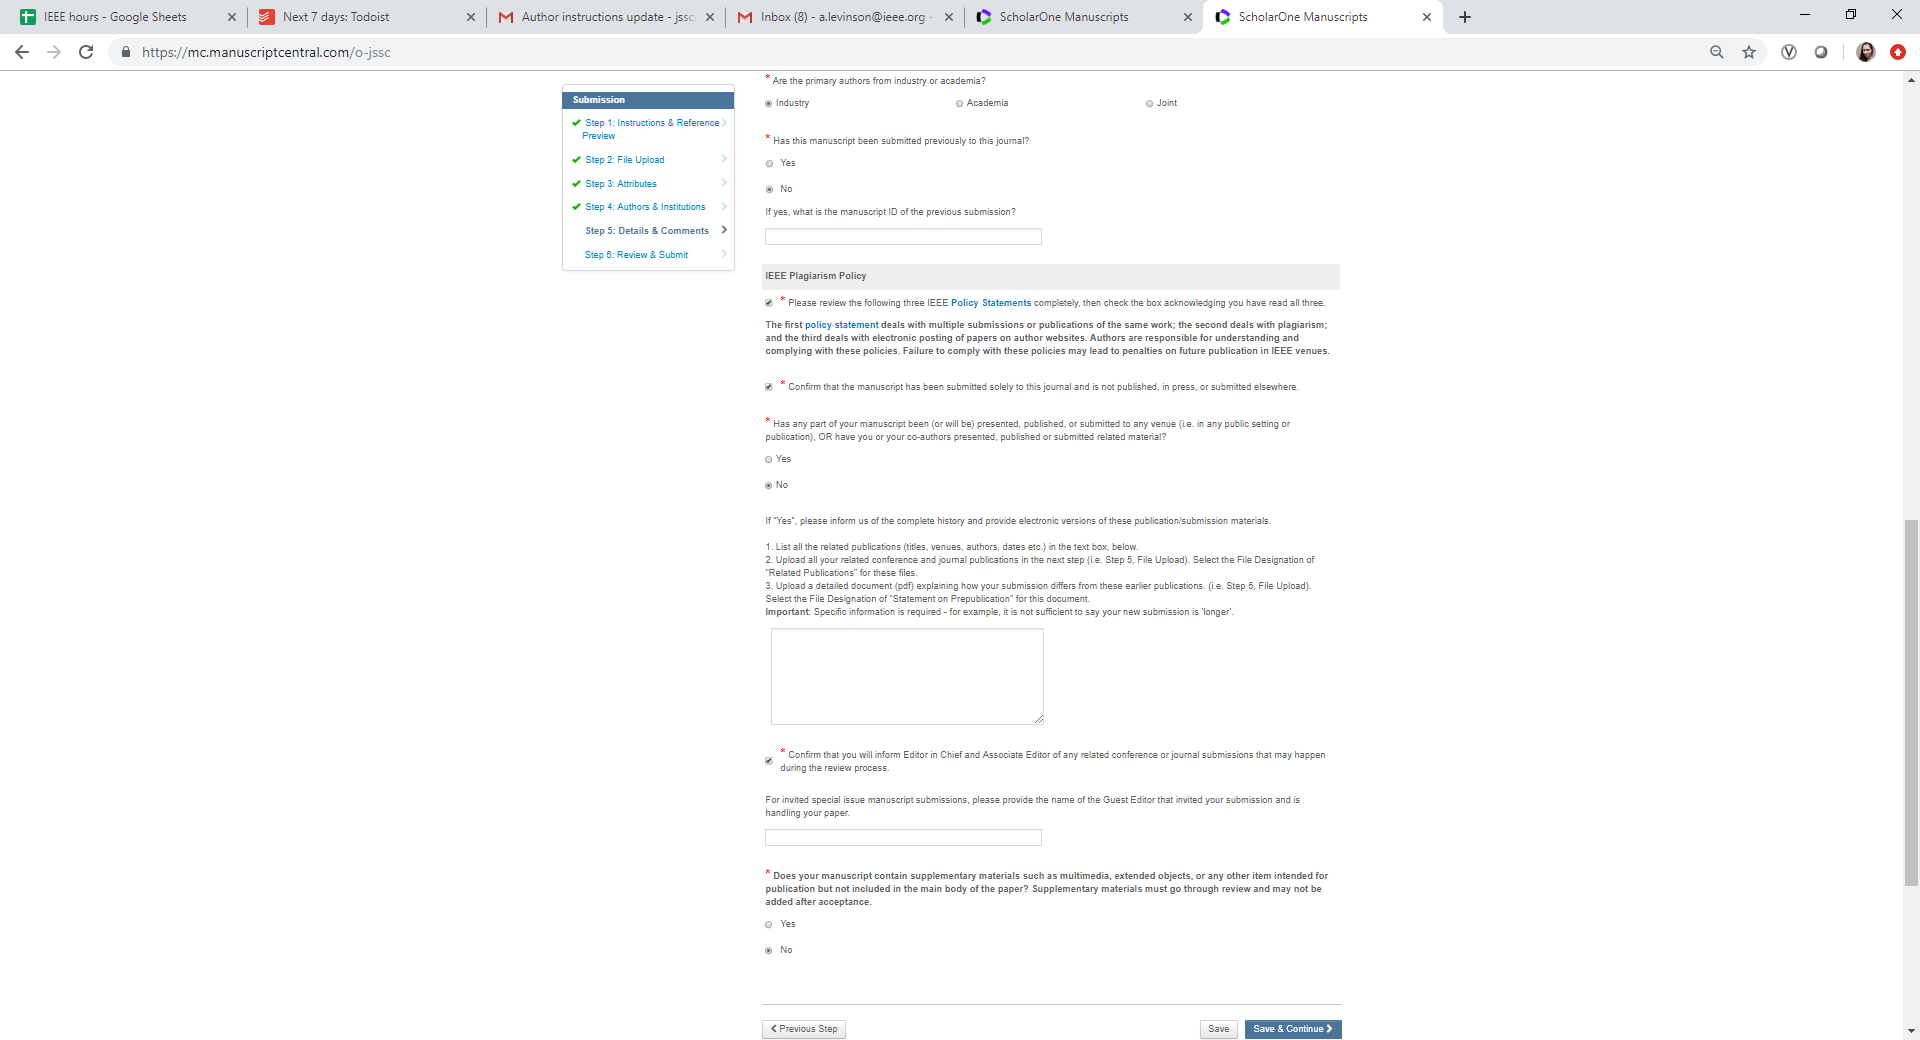 IEEE hours - Google Sheets
Next 7 days: Todoist
Author instructions update - jssc
Inbox (8) - a.levinson@ieee.org -
ScholarOne Manuscripts
ScholarOne Manuscripts
https://mc.manuscriptcentral.com/o-jssc
Submission
Step 1: Instructions & Reference
Preview
Step 2: File Upload
Step 3: Attributes
Step 4: Authors & Institutions
Step 5: Details & Comments
Step 6: Review & Submit
* Are the primary authors from industry or academia?
Industry Academia Joint
* Has this manuscript been submitted previously to this journal?
Yes
No
If yes, what is the manuscript ID of the previous submission?
IEEE Plagiarism Policy
* Please review the following three IEEE Policy Statements completely, then check the box acknowledging you have read all three.
The first policy statement deals with multiple submissions or publications of the same work; the second deals with plagiarism;
and the third deals with electronic posting of papers on author websites. Authors are responsible for understanding and
complying with these policies. Failure to comply with these policies may lead to penalties on future publication in IEEE venues.
* Confirm that the manuscript has been submitted solely to this journal and is not published, in press, or submitted elsewhere.
* Has any part of your manuscript been (or will be) presented, published, or submitted to any venue (i.e. in any public setting or
publication), OR have you or your co-authors presented, published or submitted related material?
Yes
No
If "Yes", please inform us of the complete history and provide electronic versions of these publication/submission materials.
1. List all the related publications (titles, venues, authors, dates etc.) in the text box, below.
2. Upload all your related conference and journal publications in the next step (i.e. Step 5, File Upload). Select the File Designation of
"Related Publications" for these files.
3. Upload a detailed document (pdf) explaining how your submission differs from these earlier publications. (i.e. Step 5, File Upload).
Select the File Designation of "Statement on Prepublication" for this document.
Important: Specific information is required - for example, it is not sufficient to say your new submission is 'longer'.
* Confirm that you will inform Editor in Chief and Associate Editor of any related conference or journal submissions that may happen
during the review process.
For invited special issue manuscript submissions, please provide the name of the Guest Editor that invited your submission and is
handling your paper.
* Does your manuscript contain supplementary materials such as multimedia, extended objects, or any other item intended for
publication but not included in the main body of the paper? Supplementary materials must go through review and may not be
added after acceptance.
Yes
No
Previous Step
Save
Save & Continue